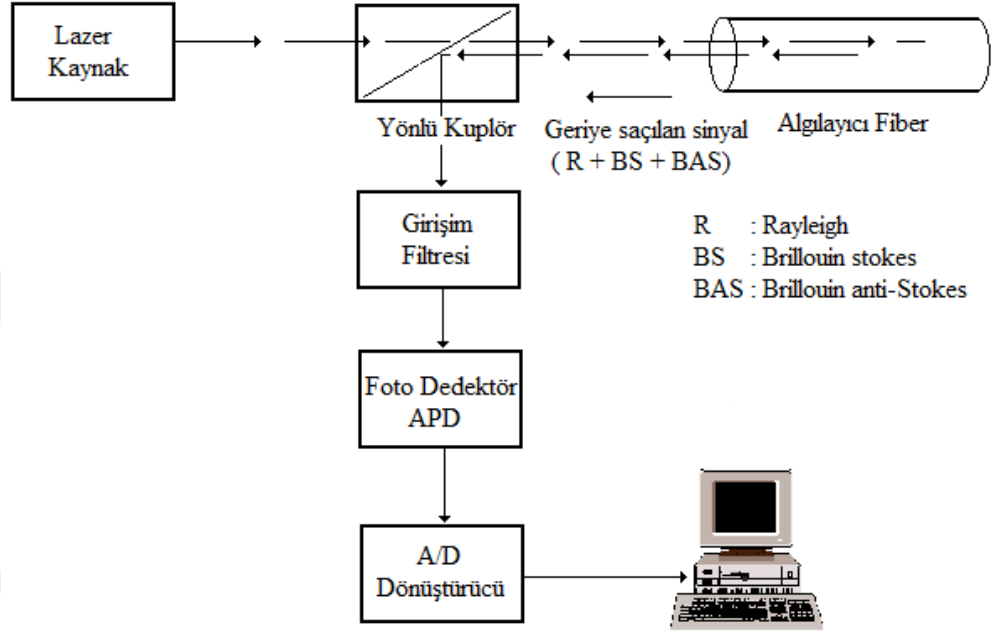 Lazer
Kaynak
Yönlü Kuplör
Geriye saçılan sinyal
( R + BS + BAS)
Algılayıcı Fiber
Girişim
Filtresi
R : Rayleigh
BS : Brillouin stokes
BAS : Brillouin anti-Stokes
Foto Dedektör
APD
A/D
Dönüştürücü